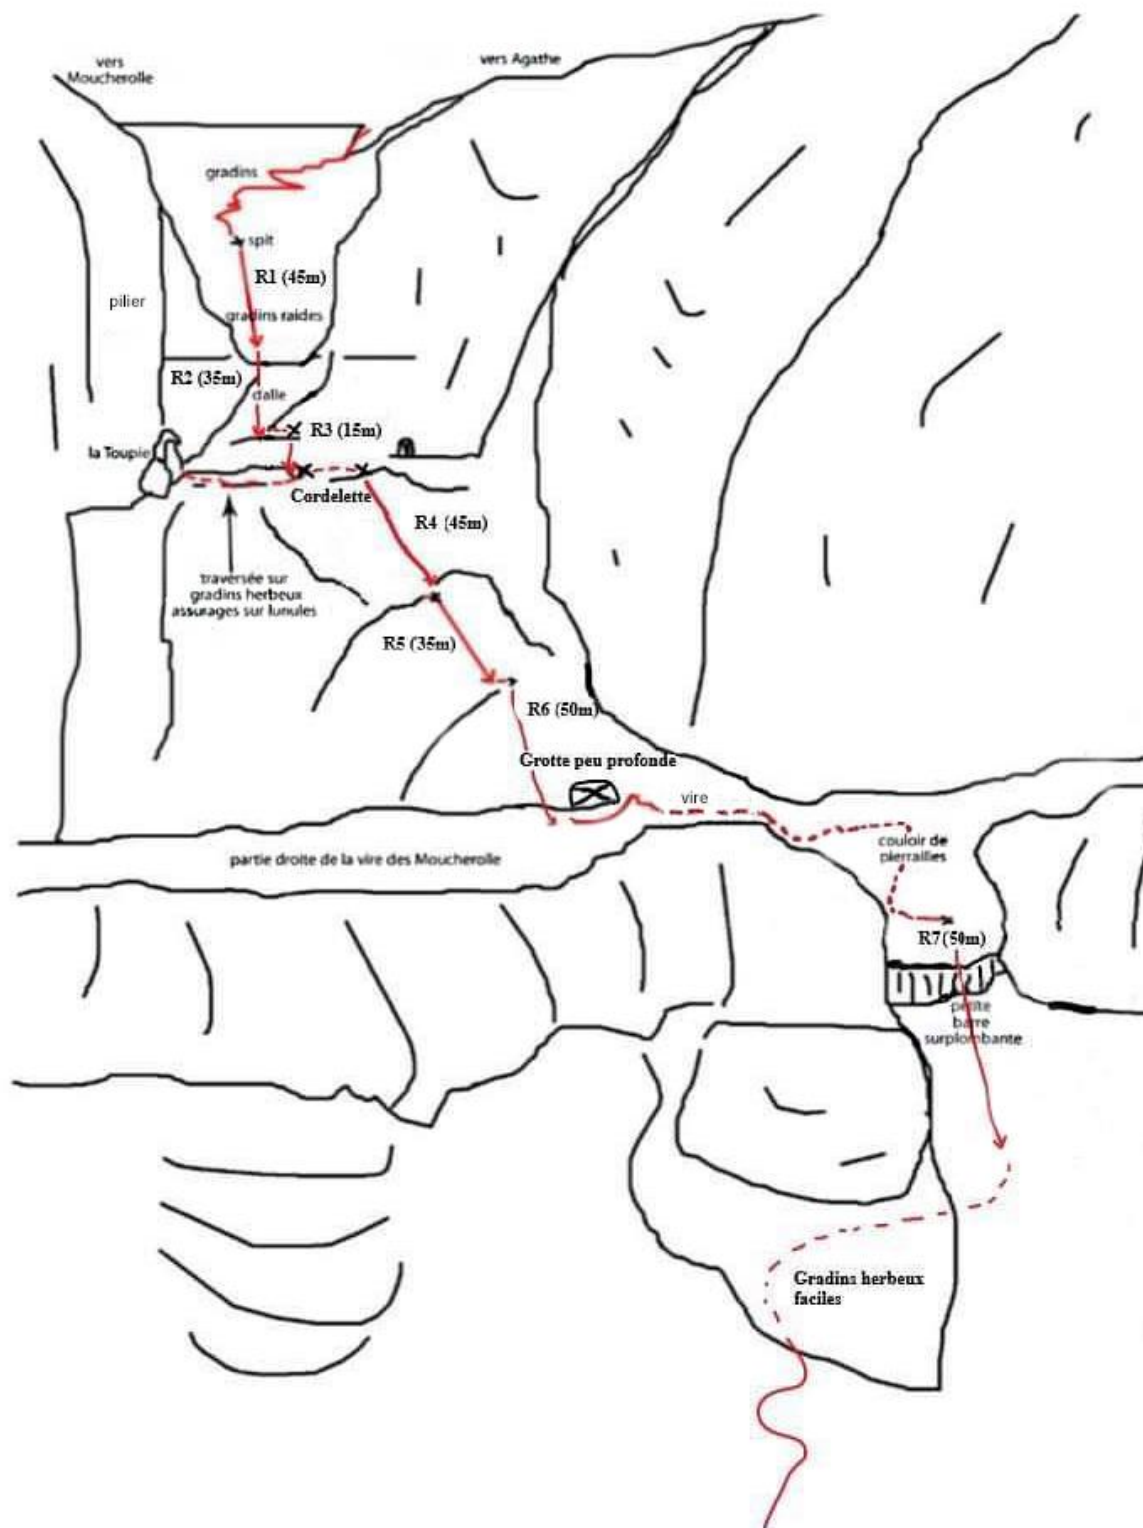 vers
Moucherolle
vers Agathe
gradins
spit
R1 (45m)
pilier
gradins raides
R2 (35m)
dalle
R3 (15m)
la Toupie
Cordelette
R4 (45m)
traversée sur
gradins herbeux
assurages sur lunules
R5 (35m)
R6 (50m)
Grotte peu profonde
vire
couloir de
pierrailles
partie droite de la vire des Moucherolle
R7(50m)
petite
barre
surplombante
Gradins herbeux
faciles